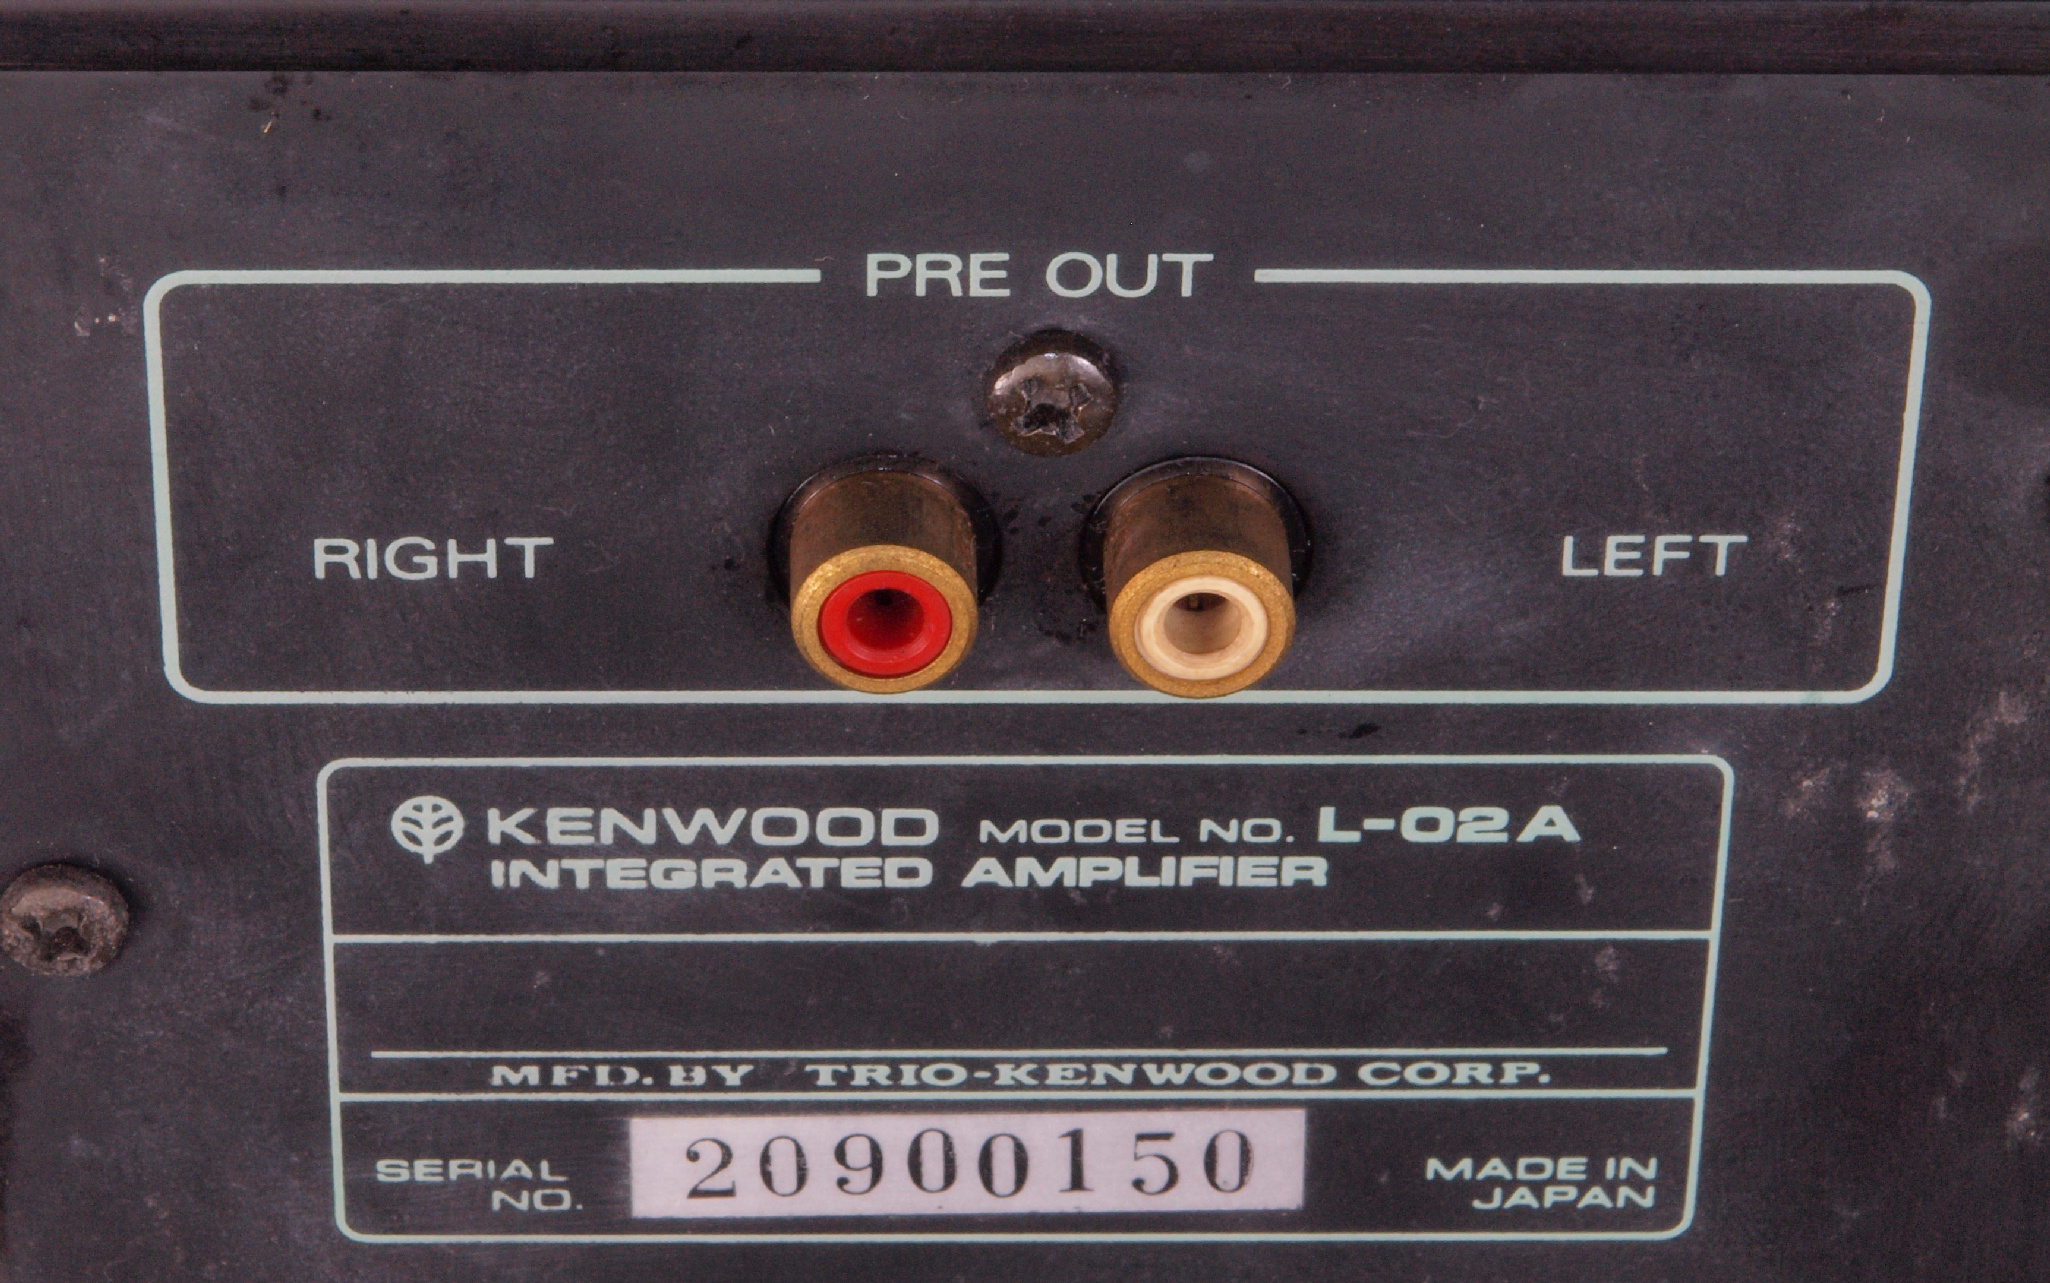 PRE OUT
RIGHT LEFT
KENWOOD MODEL NO. L-02A
INTEGRATED AMPLIFIER
MFD. BY TRIO-KENWOOD CORP.
SERIAL NO. 20900150 MADE IN JAPAN